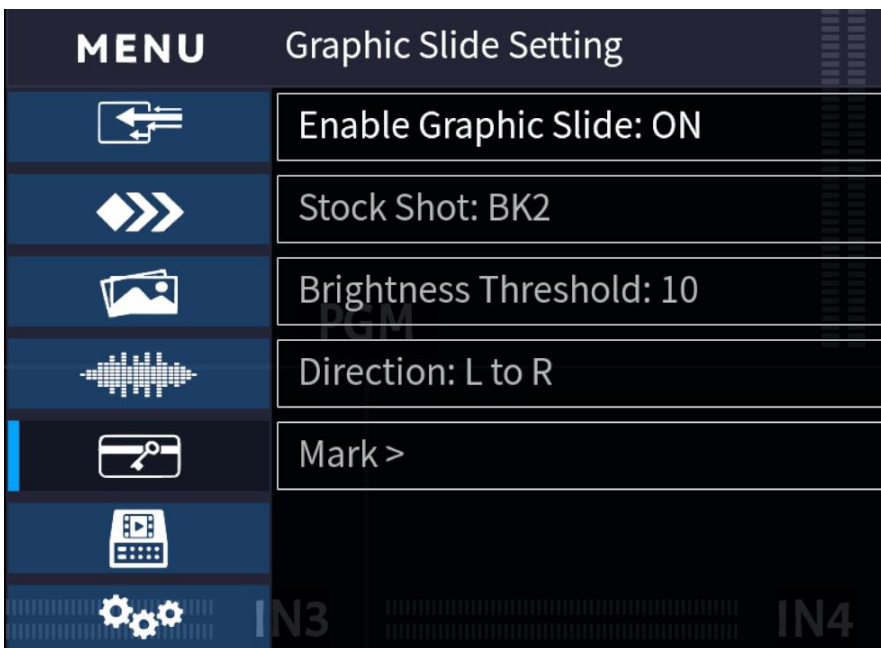 MENU
Graphic Slide Setting
Enable Graphic Slide: ON
Stock Shot: BK2
Brightness Threshold: 10
PGM
Direction: L to R
Mark >
IN3
IN4